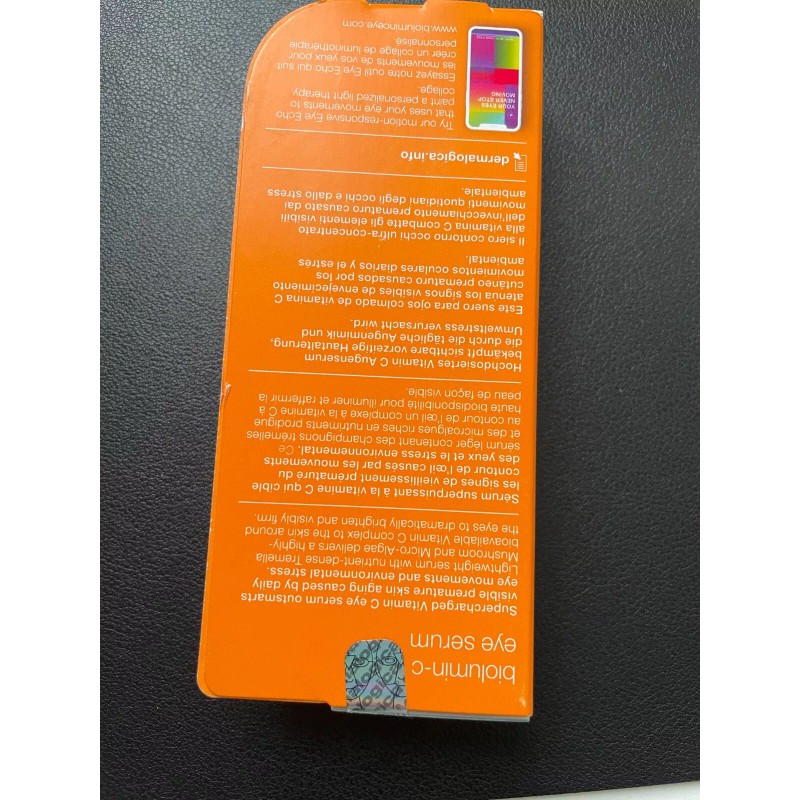 biolumin-c
eye serum
Supercharged Vitamin C eye serum outsmarts
visible premature skin aging caused by daily
eye movements and environmental stress.
Lightweight serum with nutrient-dense Tremella
Mushroom and Micro-Algae delivers a highly-
bioavailable Vitamin C complex to the skin around
the eyes to dramatically brighten and visibly firm.
Sérum superpuissant à la vitamine C qui cible
les signes de vieillissement prématuré du
contour de l'œil causés par les mouvements
des yeux et le stress environnemental. Ce
sérum léger contenant des champignons trémelles
et des microalgues riches en nutriments prodigue
au contour de l'œil un complexe à la vitamine C à
haute biodisponibilité pour illuminer et raffermir la
peau de façon visible.
Hochdosiertes Vitamin C Augenserum
bekämpft sichtbare vorzeitige Hautalterung,
die durch die tägliche Augenmimik und
Umweltstress verursacht wird.
Este suero para ojos colmado de vitamina C
atenua los signos visibles de envejecimiento
cutáneo prematuro causados por los
movimientos oculares diarios y el estrés
ambiental.
Il siero contorno occhi ultra-concentrato
alla vitamina C combatte gli elementi visibili
dell'invecchiamento prematuro causato dai
movimenti quotidiani degli occhi e dallo stress
ambientale.
dermalogica.info
Try our motion-responsive Eye Echo
that uses your eye movements to
paint a personalized light therapy
collage.
Essayez notre outil Eye Echo qui suit
les mouvements de vos yeux pour
créer un collage de luminothérapie
personnalisé.
www.bioluminceye.com
YOUR EYES
NEVER STOP
MOVING